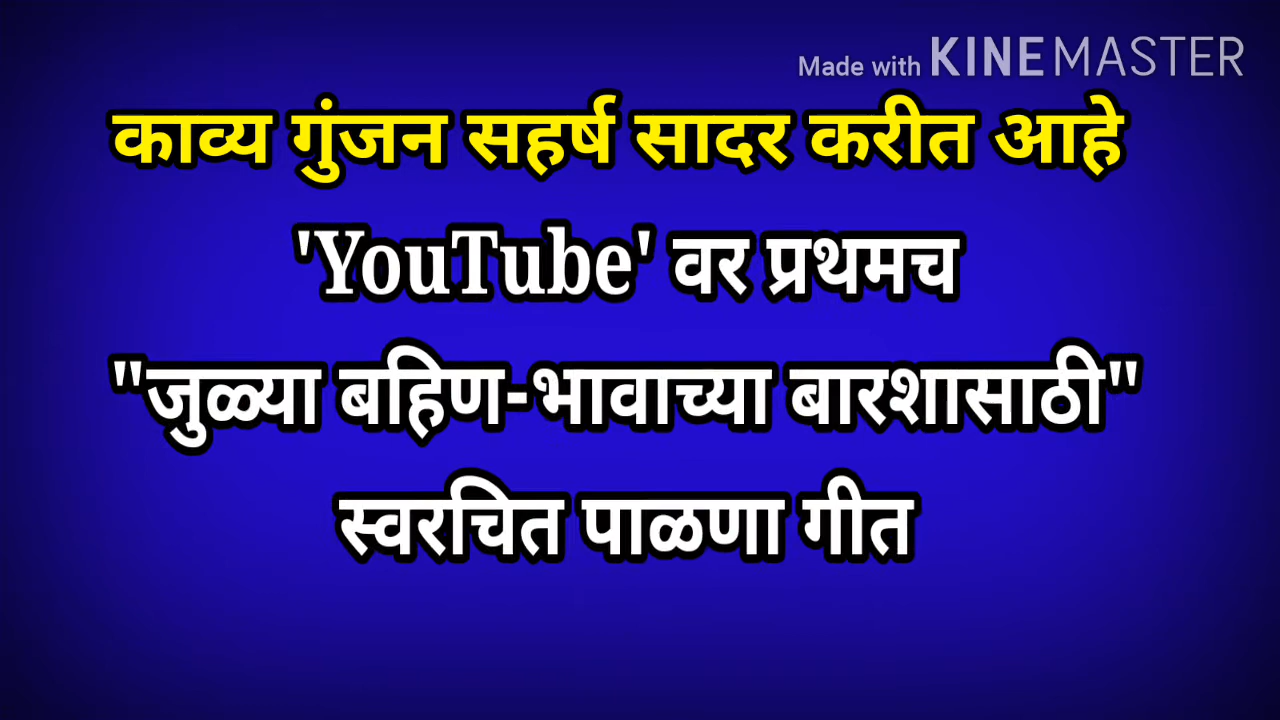 Made with KINEMASTER
काव्य गुंजन सहर्ष सादर करीत आहे
'YouTube' वर प्रथमच
"जुळ्या बहिण-भावाच्या बारशासाठी"
स्वरचित पाळणा गीत